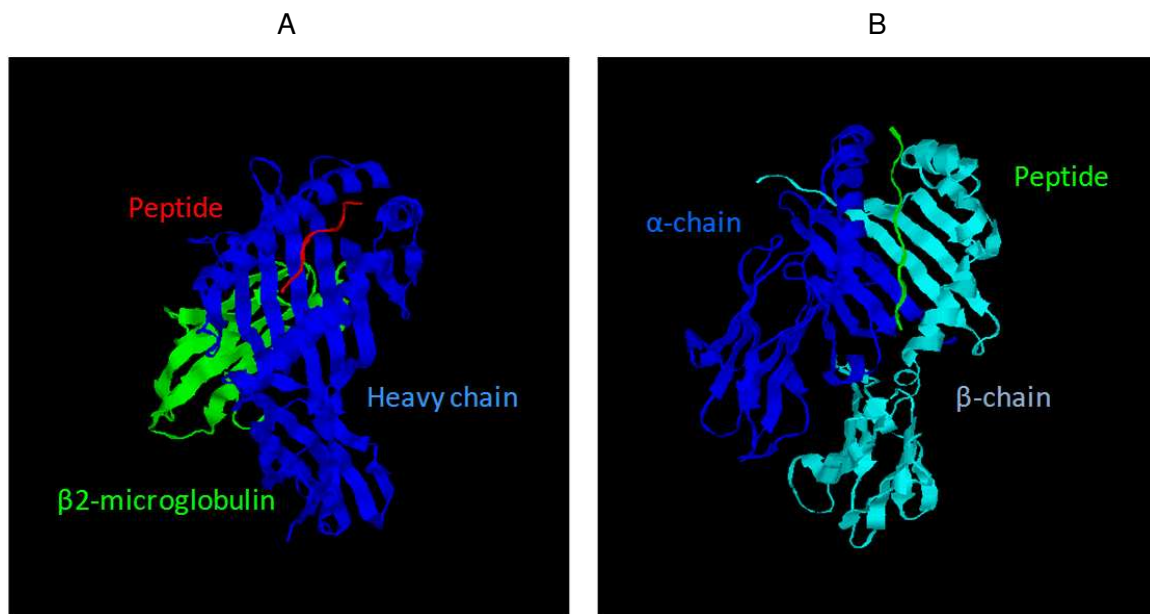 A
B
Peptide
Heavy chain
β2-microglobulin
α-chain
Peptide
β-chain